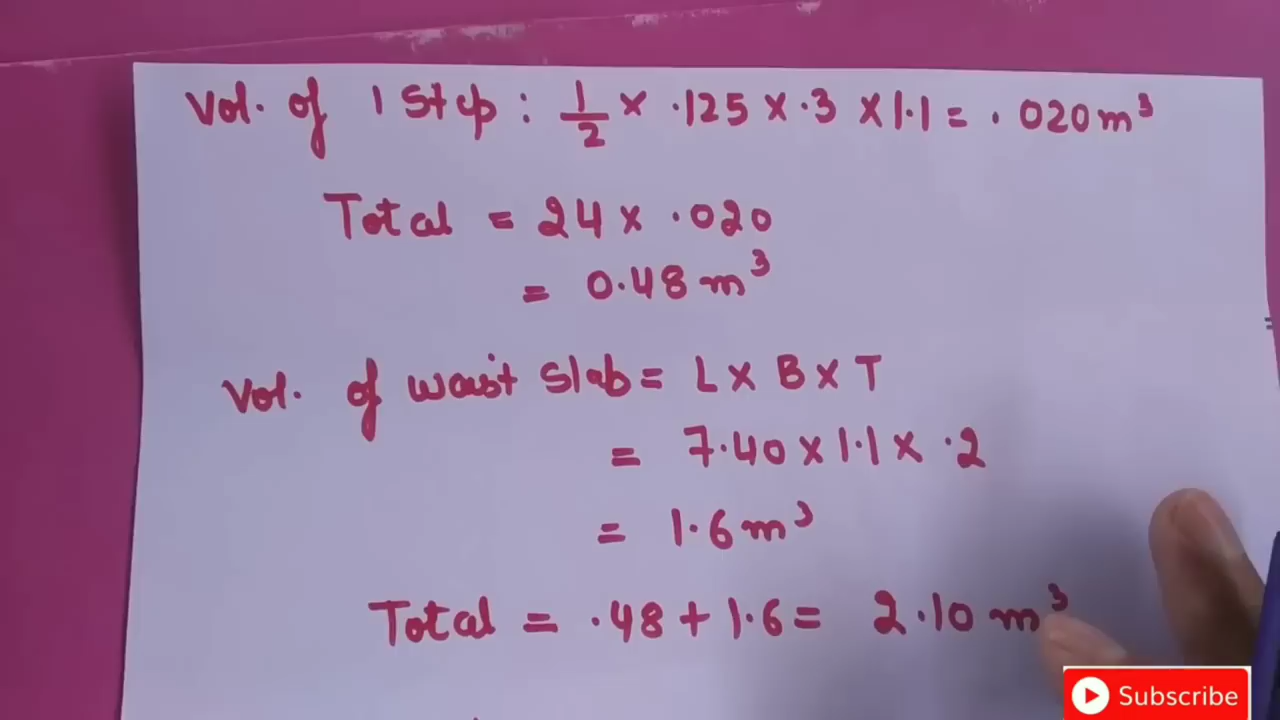 Vol. of 1 Step : 1/2 × .125 × .3 × 1.1 = .020 m³
Total = 24 × .020
= 0.48 m³
Vol. of waist slab = L × B × T
= 7.40 × 1.1 × .2
= 1.6 m³
Total = .48 + 1.6 = 2.10 m³
Subscribe